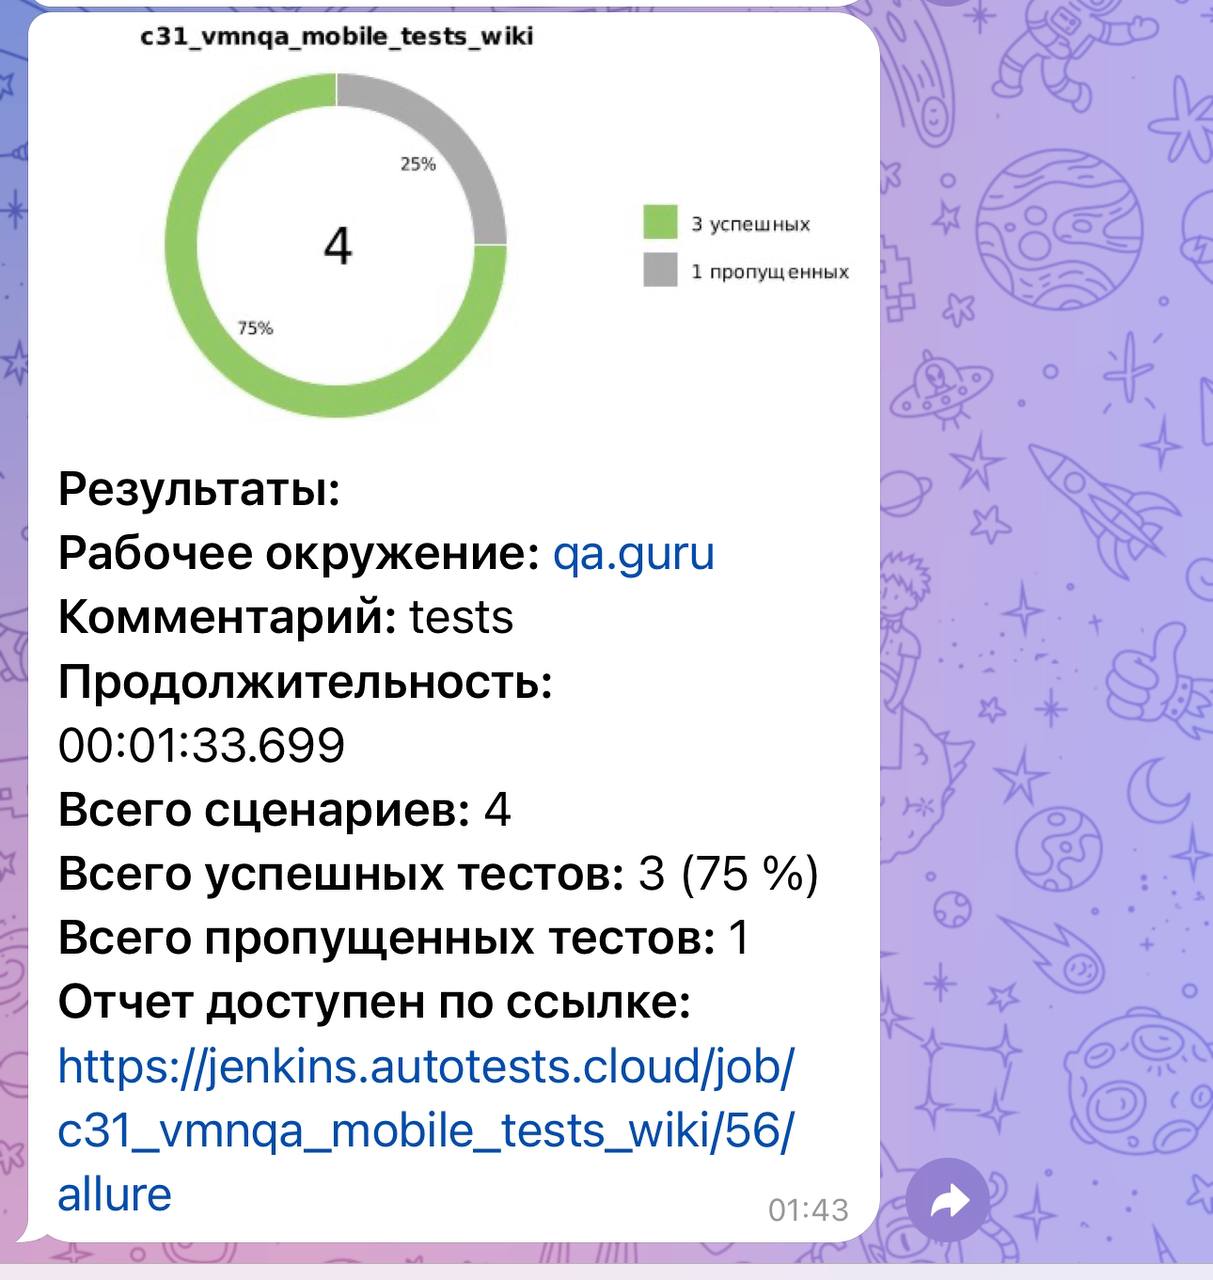 c31_vmnqa_mobile_tests_wiki
25%
4
75%
3 успешных
1 пропущенных
Результаты:
Рабочее окружение: qa.guru
Комментарий: tests
Продолжительность:
00:01:33.699
Всего сценариев: 4
Всего успешных тестов: 3 (75 %)
Всего пропущенных тестов: 1
Отчет доступен по ссылке:
https://jenkins.autotests.cloud/job/
c31_vmnqa_mobile_tests_wiki/56/
allure
01:43